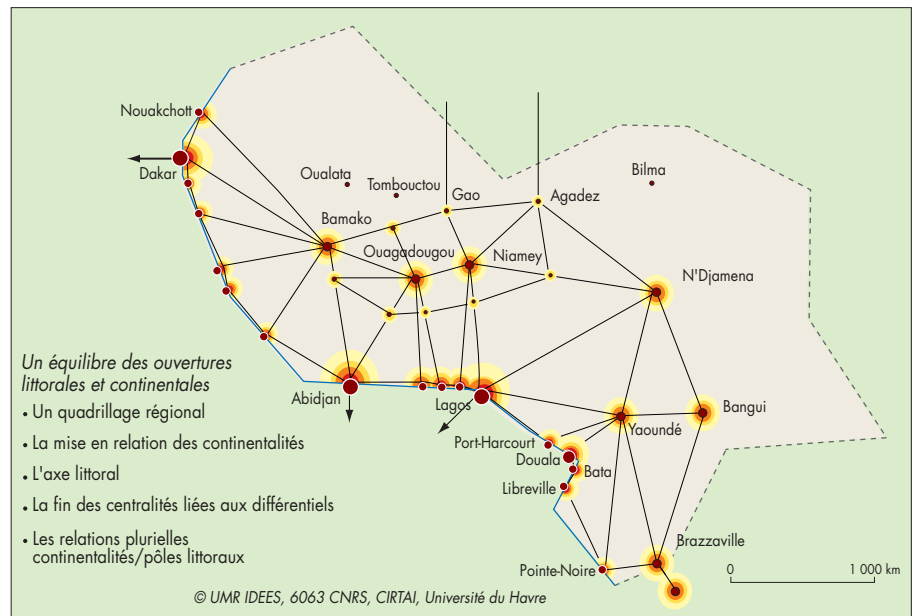 Nouakchott
Dakar
Oualata
Tombouctou
Gao
Agadez
Bilma
Bamako
Ouagadougou
Niamey
N'Djamena
Un équilibre des ouvertures
littorales et continentales
• Un quadrillage régional
• La mise en relation des continentalités
• L'axe littoral
• La fin des centralités liées aux différentiels
• Les relations plurielles
continentalités/pôles littoraux
Abidjan
Lagos
Port-Harcourt
Yaoundé
Bangui
Douala
Bata
Libreville
Pointe-Noire
Brazzaville
0 1 000 km
© UMR IDEES, 6063 CNRS, CIRTAI, Université du Havre